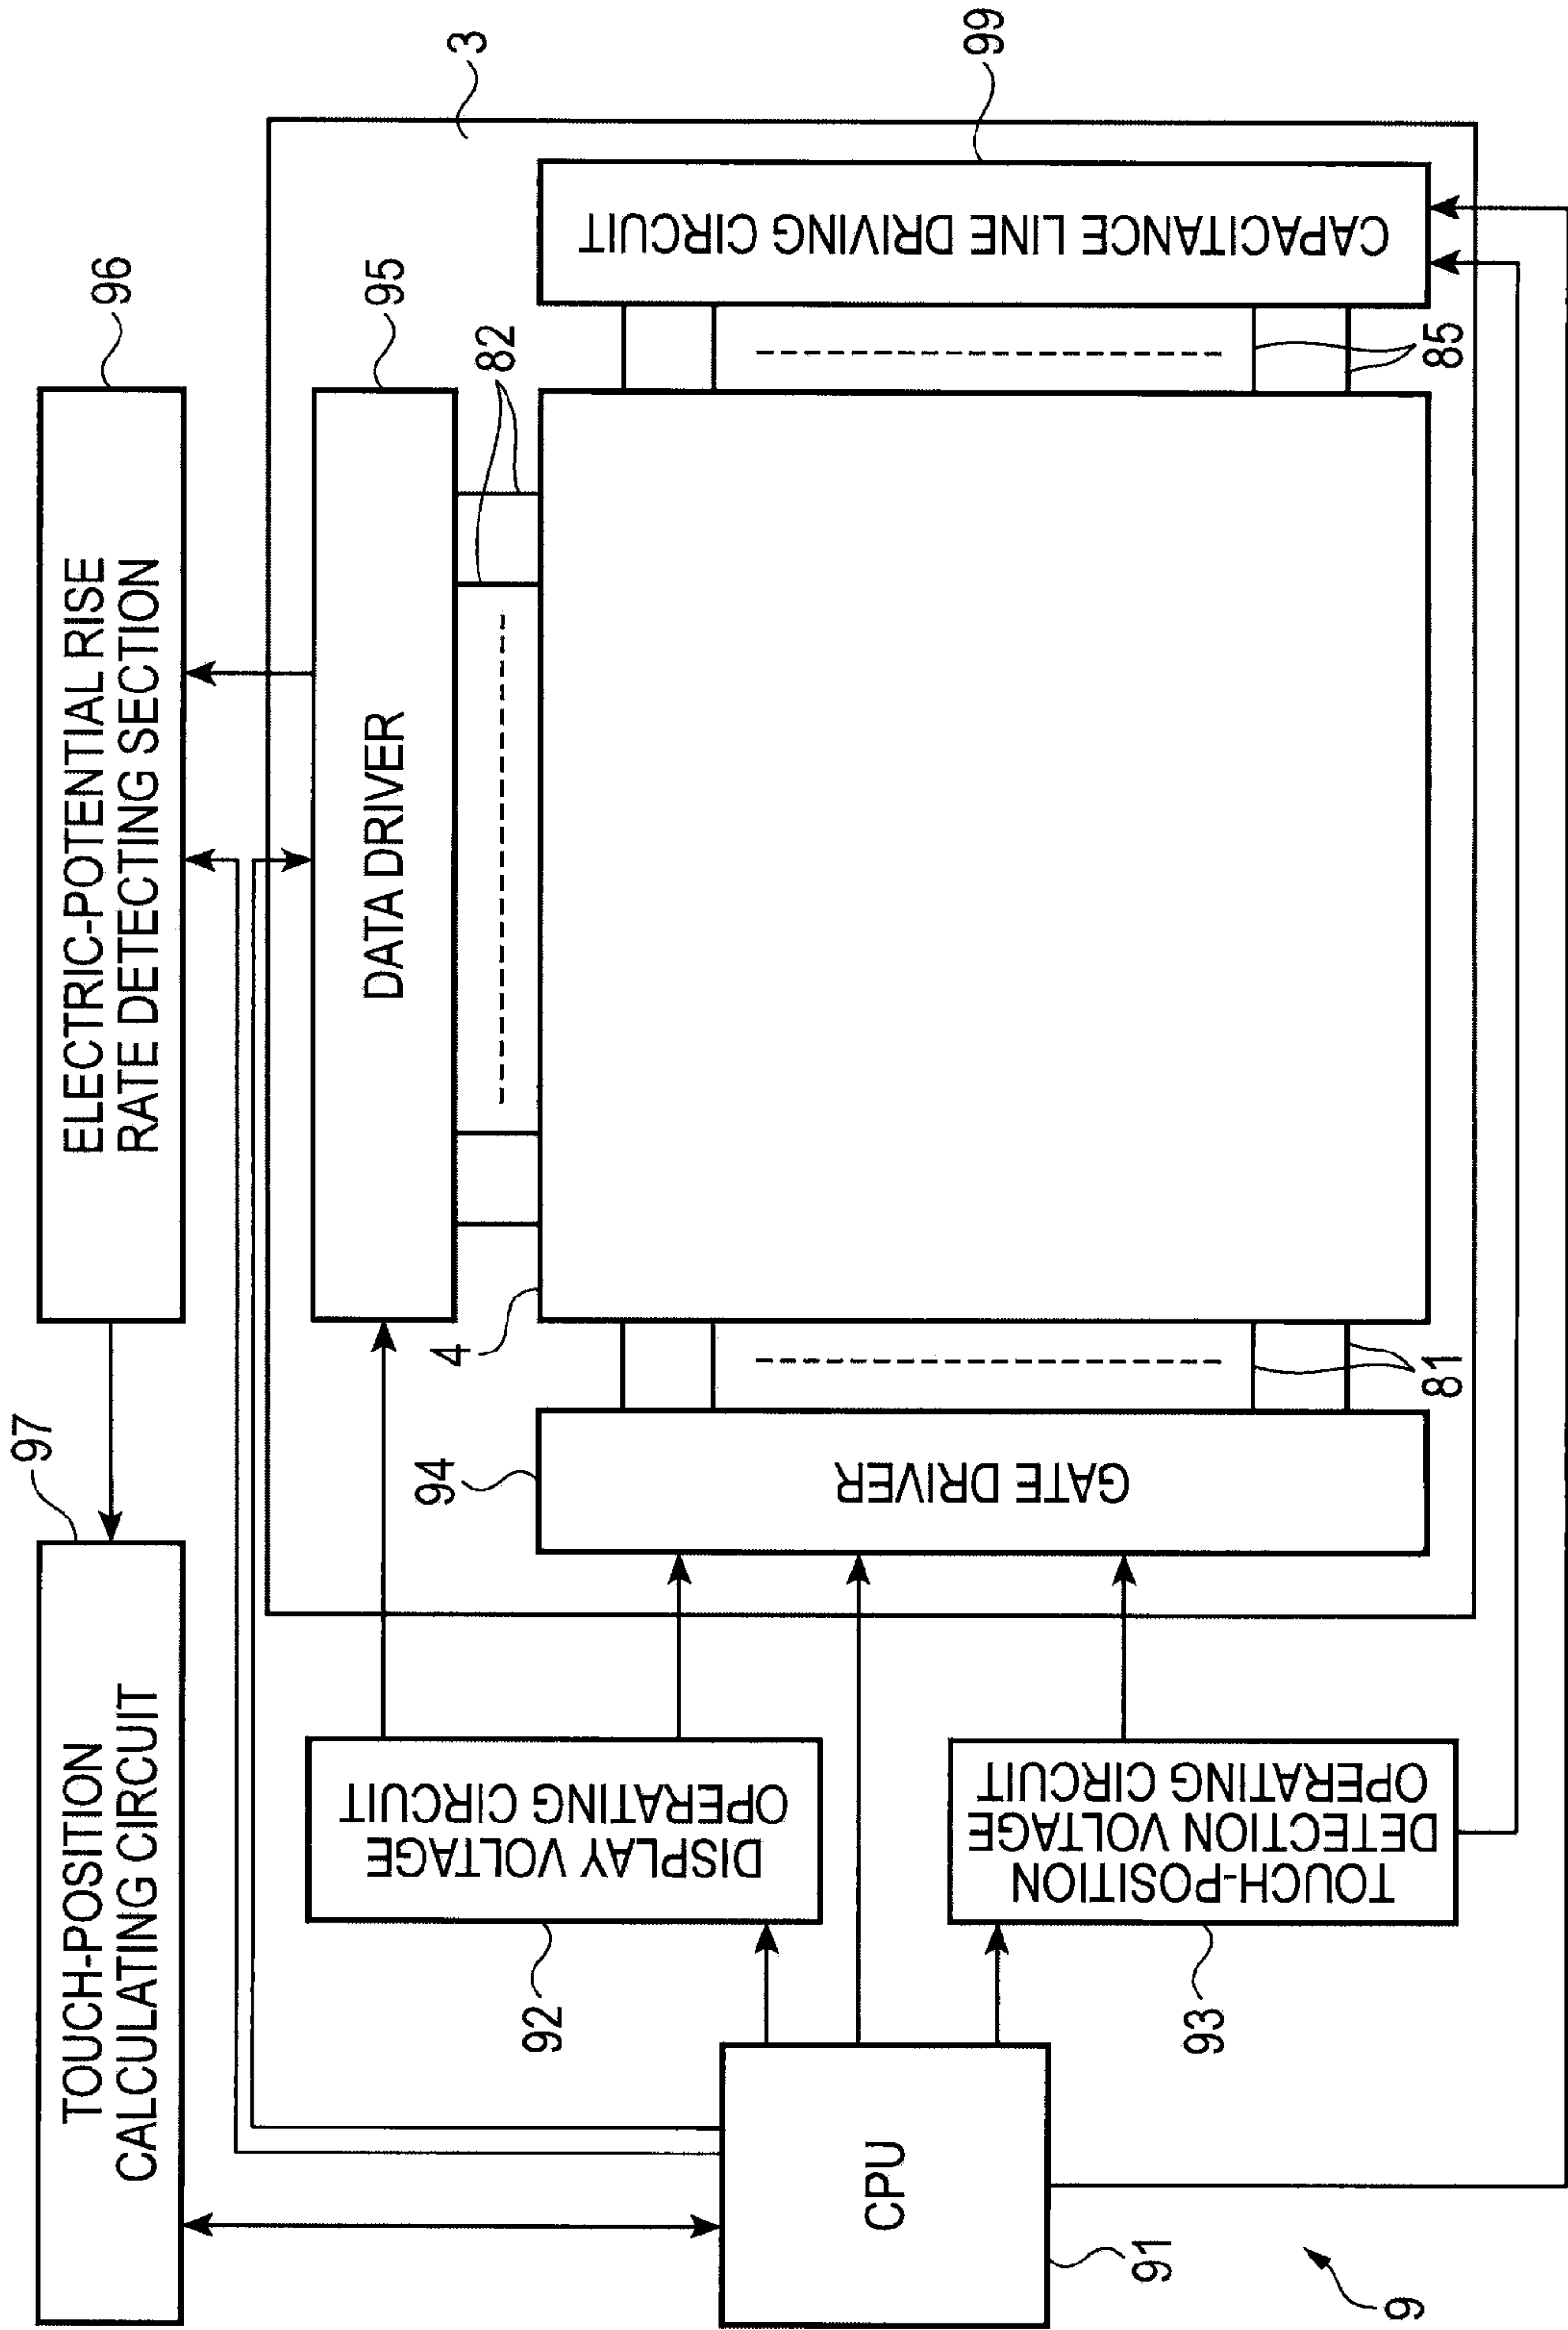 97
96
TOUCH-POSITION
CALCULATING CIRCUIT
ELECTRIC-POTENTIAL RISE
RATE DETECTING SECTION
3
95
DATA DRIVER
82
4
92
DISPLAY VOLTAGE
OPERATING CIRCUIT
94
GATE DRIVER
CAPACITANCE LINE DRIVING CIRCUIT
99
CPU
91
93
TOUCH-POSITION
DETECTION VOLTAGE
OPERATING CIRCUIT
81
85
9